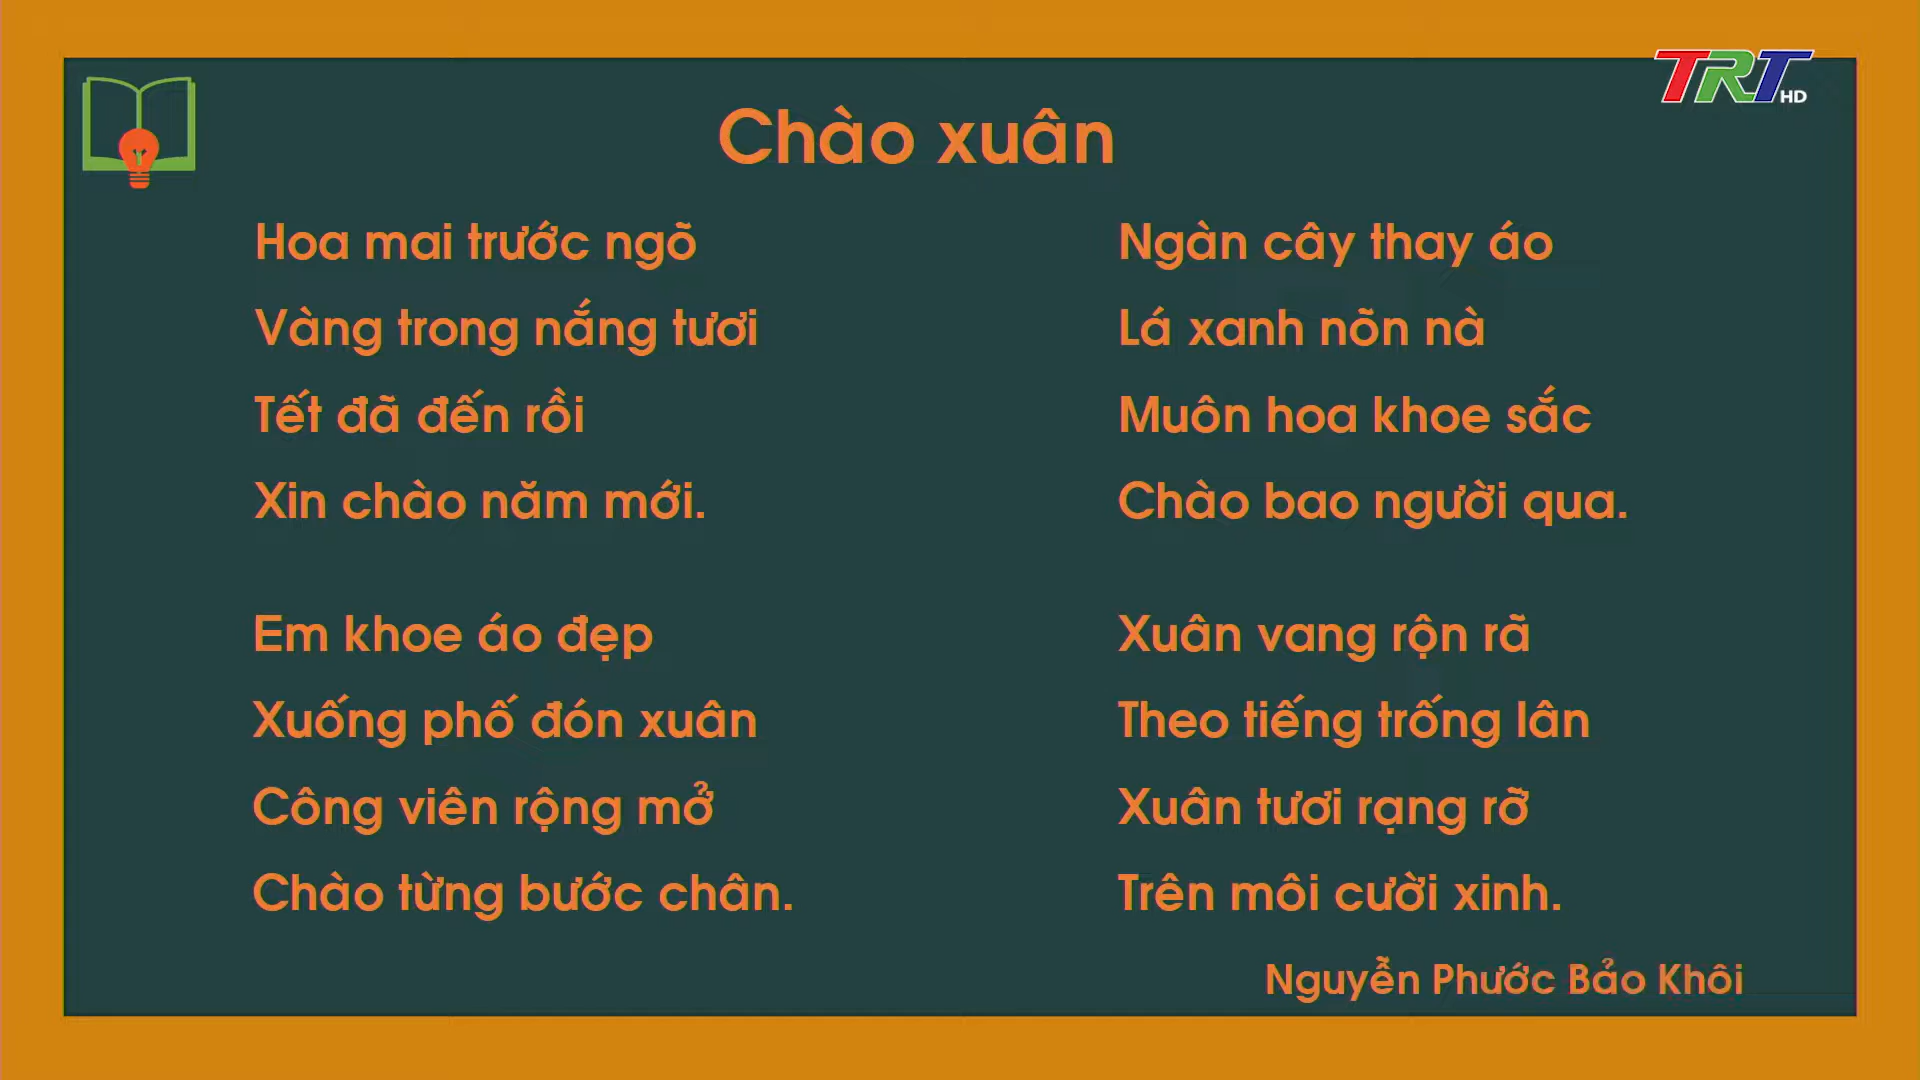 TRT HD
Chào xuân
Hoa mai trước ngõ
Vàng trong nắng tươi
Tết đã đến rồi
Xin chào năm mới.
Em khoe áo đẹp
Xuống phố đón xuân
Công viên rộng mở
Chào từng bước chân.
Ngàn cây thay áo
Lá xanh nõn nà
Muôn hoa khoe sắc
Chào bao người qua.
Xuân vang rộn rã
Theo tiếng trống lân
Xuân tươi rạng rỡ
Trên môi cười xinh.
Nguyễn Phước Bảo Khôi